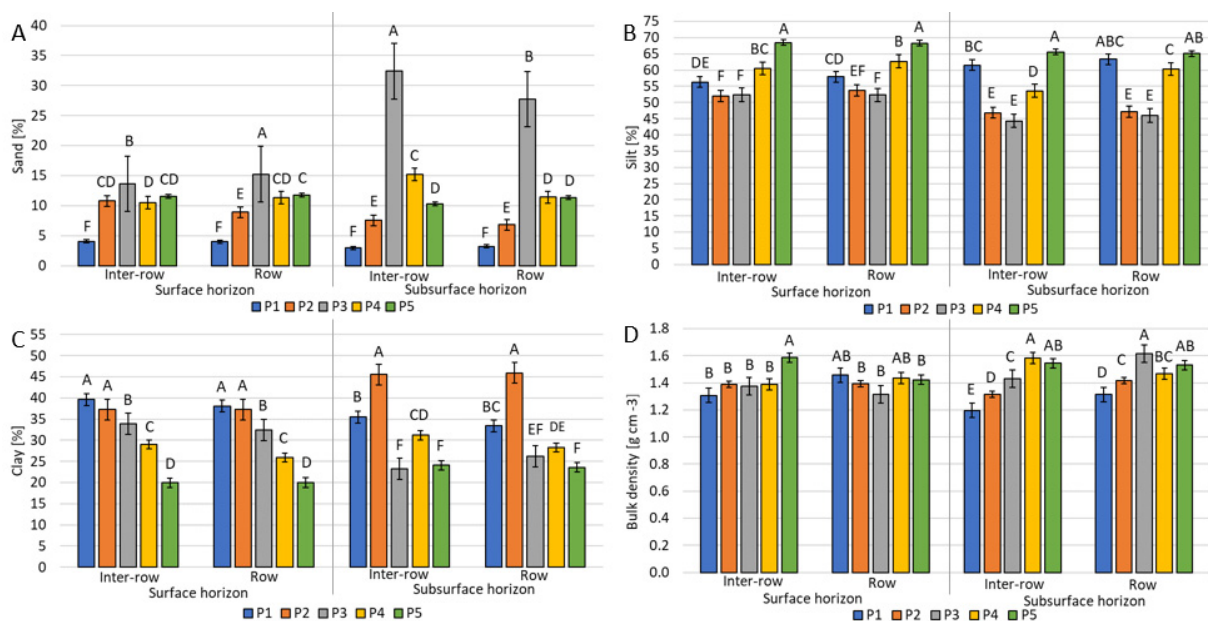 A
Sand [%]
40
35
30
25
20
15
10
5
0
F CD B D CD
F E A CD C
F E A C D
F E B D D
Inter-row Row Inter-row Row
Surface horizon Subsurface horizon
P1 P2 P3 P4 P5
B
Silt [%]
75
70
65
60
55
50
45
40
35
30
25
20
15
10
5
0
DE F F BC A
CD EF F B A
BC E E D A
ABC E E C AB
Inter-row Row Inter-row Row
Surface horizon Subsurface horizon
P1 P2 P3 P4 P5
C
Clay [%]
55
50
45
40
35
30
25
20
15
10
5
0
A A B C D
A A B C D
B A F CD F
BC A EF DE F
Inter-row Row Inter-row Row
Surface horizon Subsurface horizon
P1 P2 P3 P4 P5
D
Bulk density [g cm -3]
1.8
1.6
1.4
1.2
1.0
0.8
0.6
0.4
0.2
0.0
B B B B A
AB B B AB B
E D C A AB
D C A BC AB
Inter-row Row Inter-row Row
Surface horizon Subsurface horizon
P1 P2 P3 P4 P5